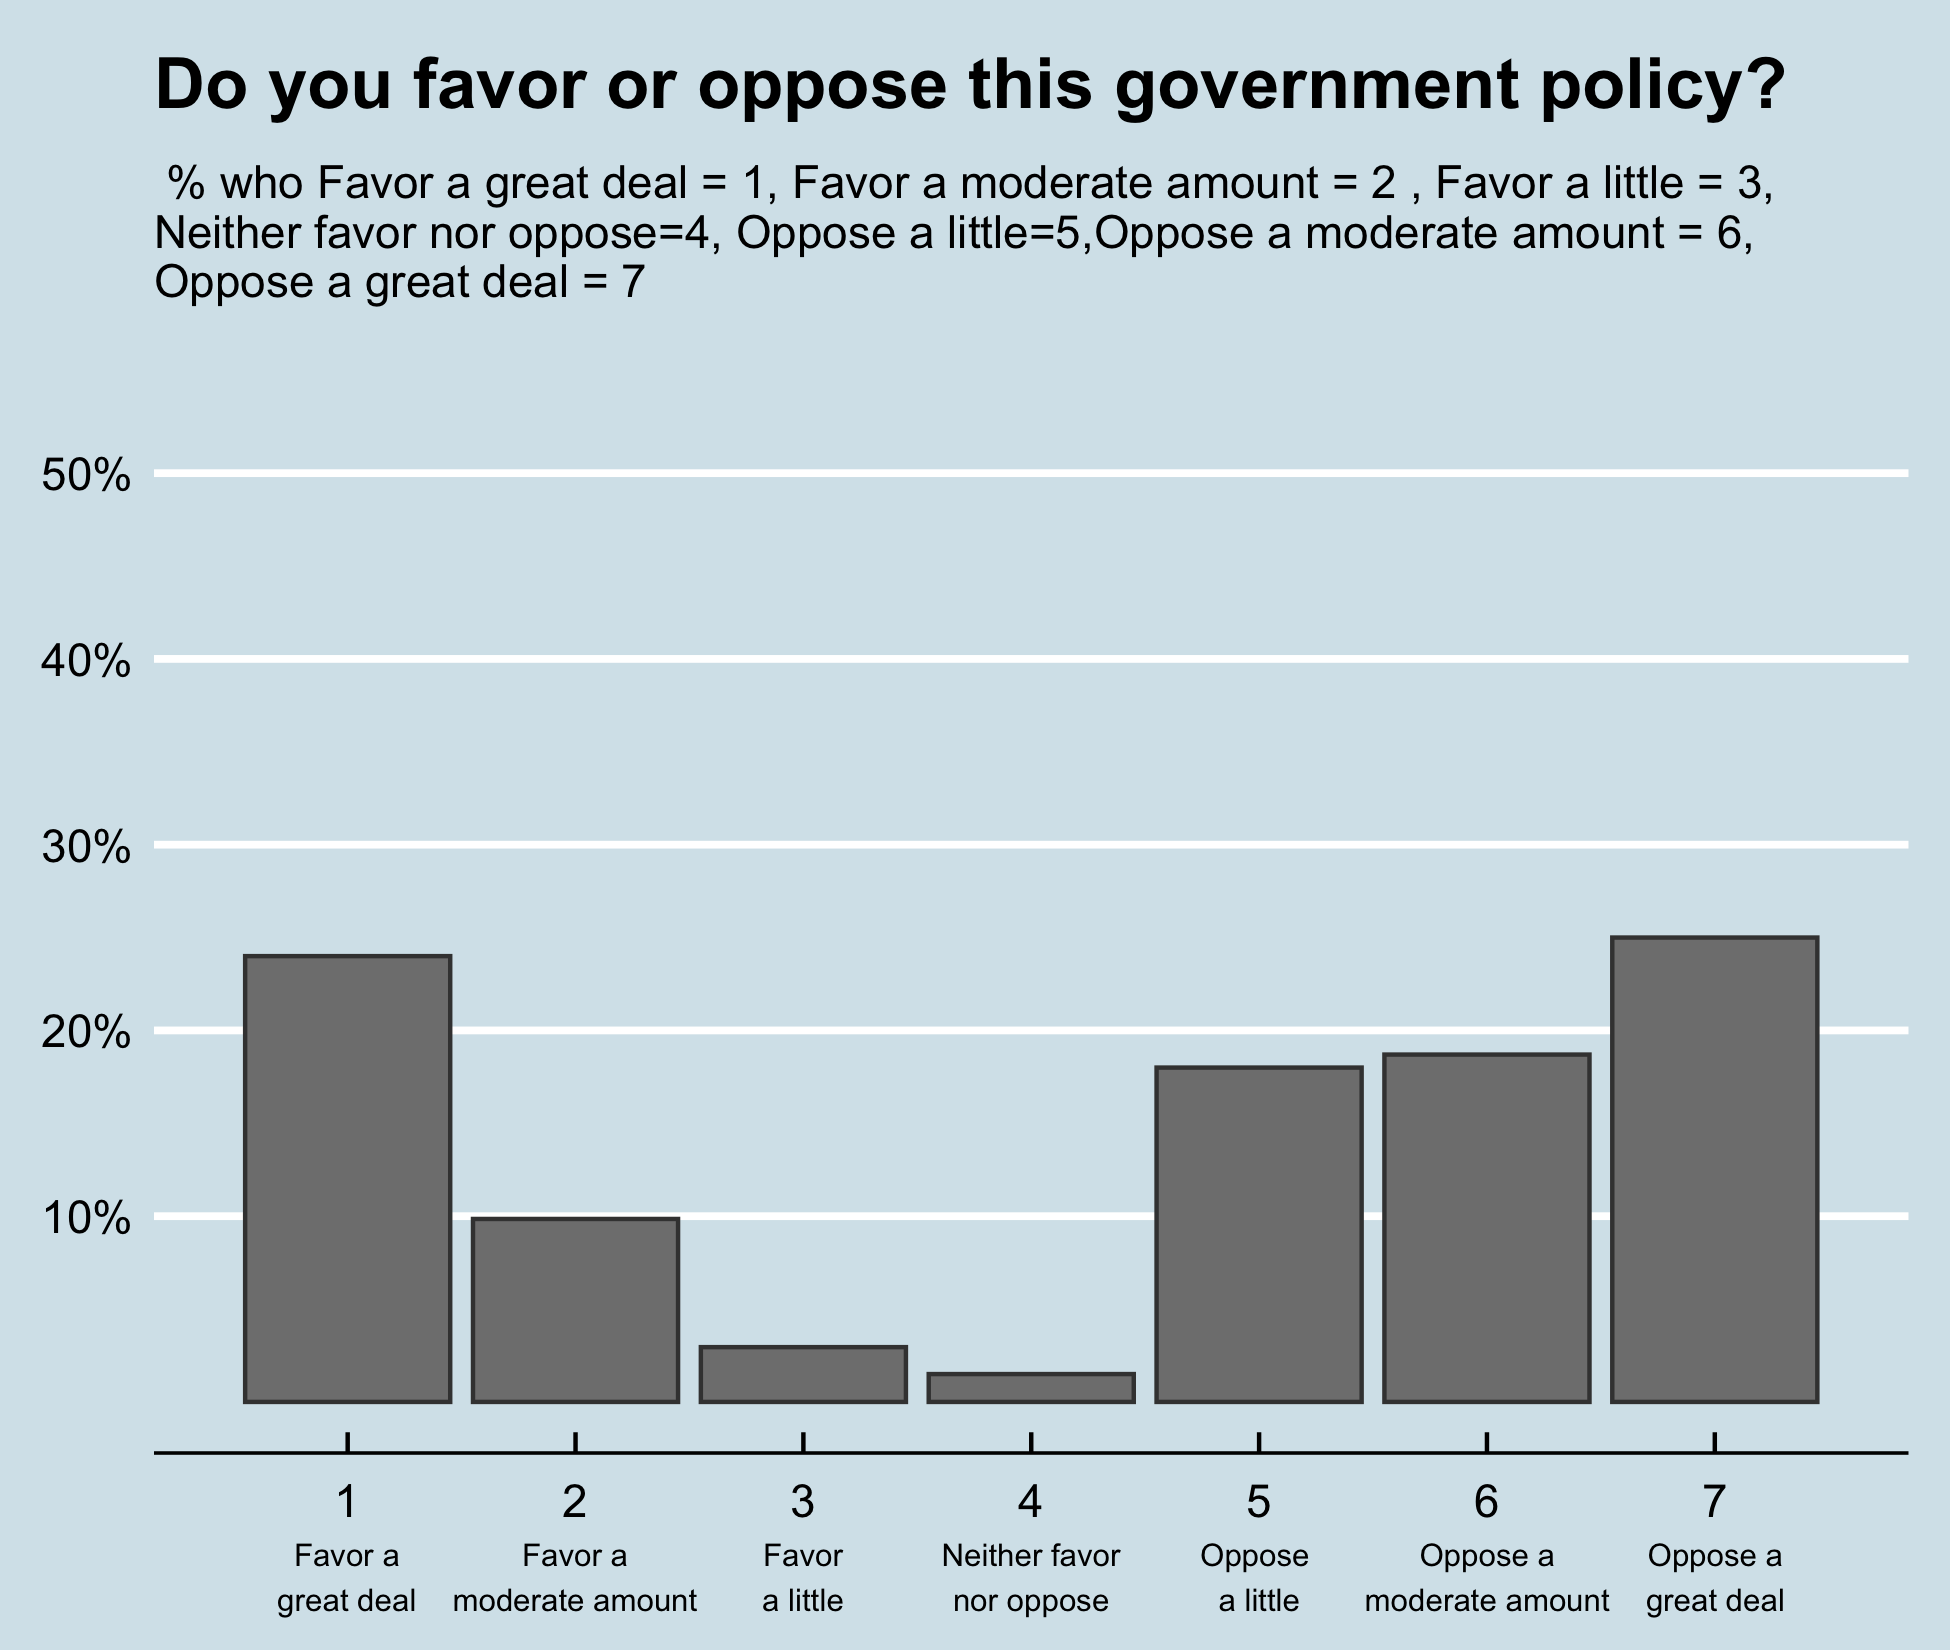 Do you favor or oppose this government policy?
% who Favor a great deal = 1, Favor a moderate amount = 2 , Favor a little = 3,
Neither favor nor oppose=4, Oppose a little=5,Oppose a moderate amount = 6,
Oppose a great deal = 7
50%
40%
30%
20%
10%
1 2 3 4 5 6 7
Favor a Favor a Favor Neither favor Oppose Oppose a Oppose a
great deal moderate amount a little nor oppose a little moderate amount great deal